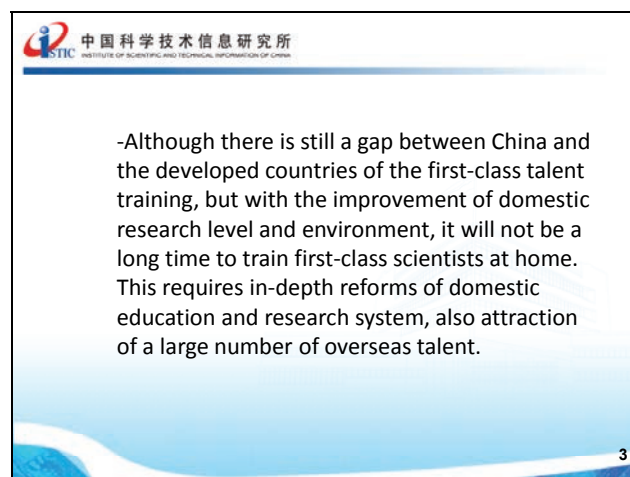 iSTIC 中国科学技术信息研究所
INSTITUTE OF SCIENTIFIC AND TECHNICAL INFORMATION OF CHINA
-Although there is still a gap between China and
the developed countries of the first-class talent
training, but with the improvement of domestic
research level and environment, it will not be a
long time to train first-class scientists at home.
This requires in-depth reforms of domestic
education and research system, also attraction
of a large number of overseas talent.
3